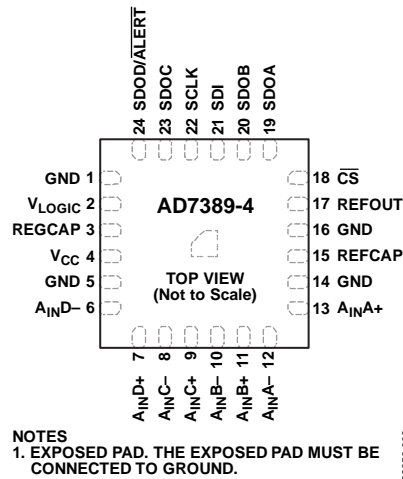 24 SDOD/ALERT
23 SDOC
22 SCLK
21 SDI
20 SDOB
19 SDOA
GND 1
VLOGIC 2
REGCAP 3
VCC 4
GND 5
AIND– 6
AD7389-4
TOP VIEW
(Not to Scale)
18 CS
17 REFOUT
16 GND
15 REFCAP
14 GND
13 AINA+
AIND+ 7
AINC– 8
AINC+ 9
AINB– 10
AINB+ 11
AINA– 12
NOTES
1. EXPOSED PAD. THE EXPOSED PAD MUST BE
CONNECTED TO GROUND.